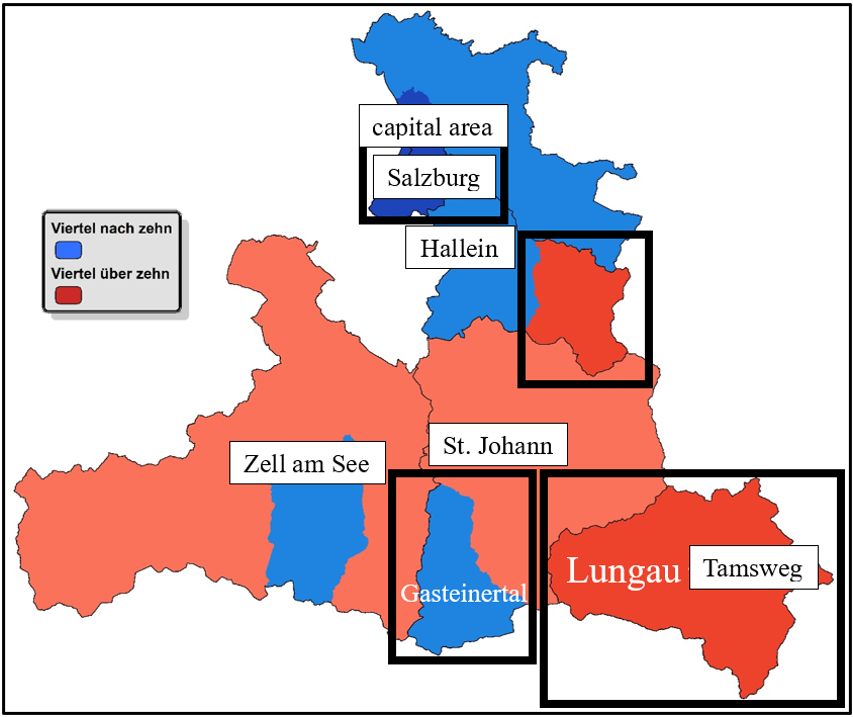 capital area
Salzburg
Hallein
Viertel nach zehn
Viertel über zehn
St. Johann
Zell am See
Gasteinertal
Lungau
Tamsweg